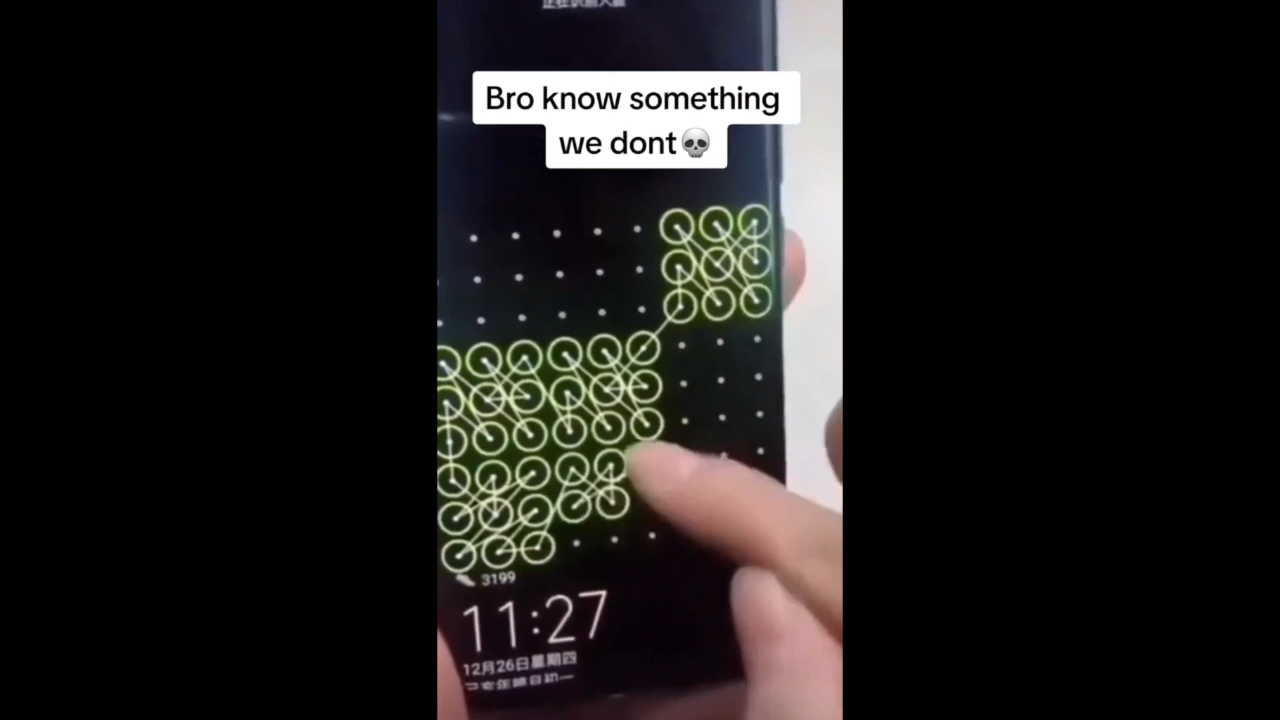 Bro know something
we dont💀
3199
11:27
12月26日星期四